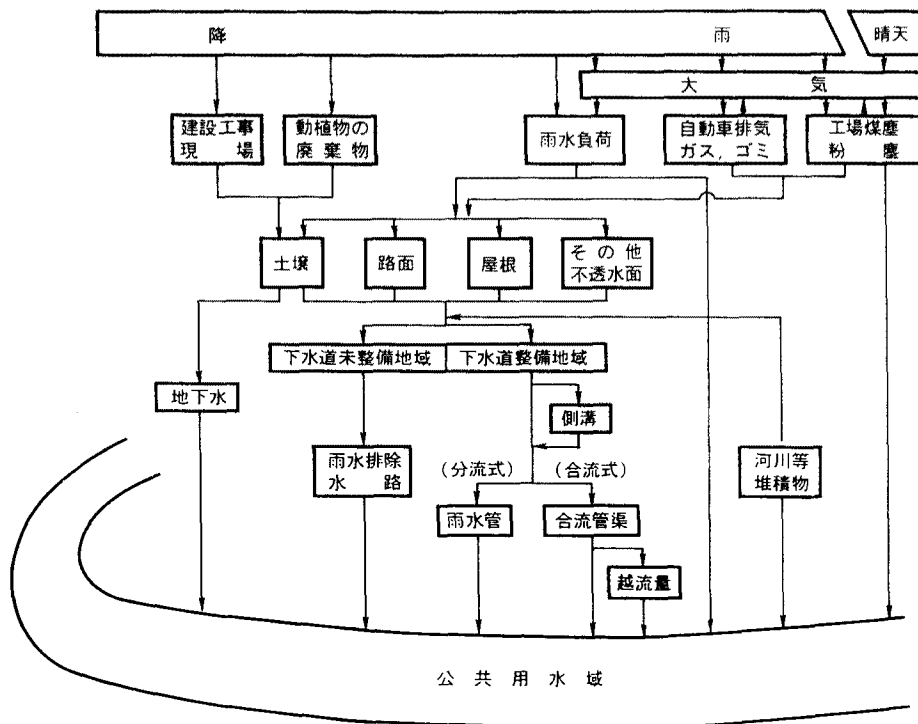 降 雨 晴天
大 気
建設工事
現 場
動植物の
廃棄物
雨水負荷
自動車排気
ガス,ゴミ
工場煤塵
粉 塵
土壌
路面
屋根
その他
不透水面
下水道未整備地域
下水道整備地域
地下水
側溝
雨水排除
水 路
(分流式)
(合流式)
河川等
堆積物
雨水管
合流管渠
越流量
公共用水域